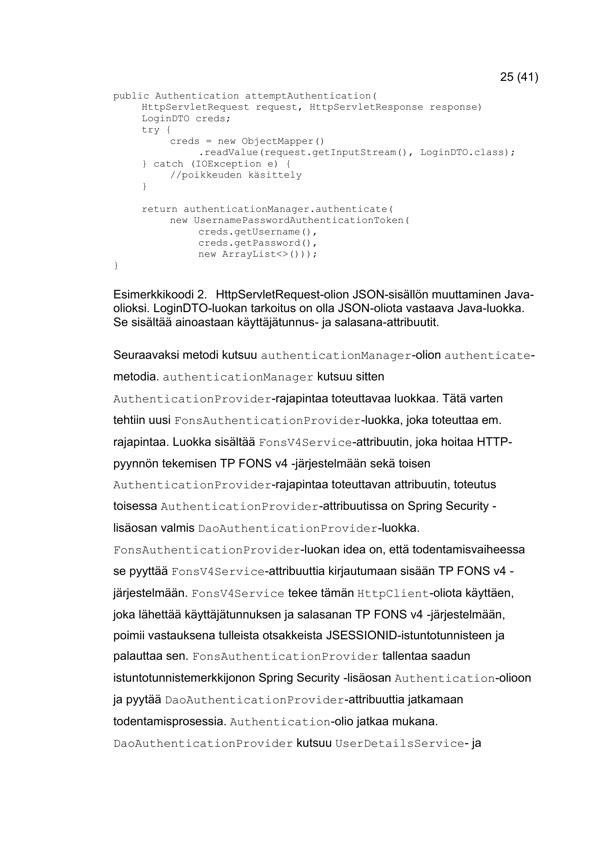 25 (41)
public Authentication attemptAuthentication(
HttpServletRequest request, HttpServletResponse response)
LoginDTO creds;
try {
creds = new ObjectMapper()
.readValue(request.getInputStream(), LoginDTO.class);
} catch (IOException e) {
//poikkeuden käsittely
}
return authenticationManager.authenticate(
new UsernamePasswordAuthenticationToken(
creds.getUsername(),
creds.getPassword(),
new ArrayList<>()));
}
Esimerkkikoodi 2. HttpServletRequest-olion JSON-sisällön muuttaminen Java-
olioksi. LoginDTO-luokan tarkoitus on olla JSON-oliota vastaava Java-luokka.
Se sisältää ainoastaan käyttäjätunnus- ja salasana-attribuutit.
Seuraavaksi metodi kutsuu authenticationManager-olion authenticate-
metodia. authenticationManager kutsuu sitten
AuthenticationProvider-rajapintaa toteuttavaa luokkaa. Tätä varten
tehtiin uusi FonsAuthenticationProvider-luokka, joka toteuttaa em.
rajapintaa. Luokka sisältää FonsV4Service-attribuutin, joka hoitaa HTTP-
pyynnön tekemisen TP FONS v4 -järjestelmään sekä toisen
AuthenticationProvider-rajapintaa toteuttavan attribuutin, toteutus
toisessa AuthenticationProvider-attribuutissa on Spring Security -
lisäosan valmis DaoAuthenticationProvider-luokka.
FonsAuthenticationProvider-luokan idea on, että todentamisvaiheessa
se pyyttää FonsV4Service-attribuuttia kirjautumaan sisään TP FONS v4 -
järjestelmään. FonsV4Service tekee tämän HttpClient-oliota käyttäen,
joka lähettää käyttäjätunnuksen ja salasanan TP FONS v4 -järjestelmään,
poimii vastauksena tulleista otsakkeista JSESSIONID-istuntotunnisteen ja
palauttaa sen. FonsAuthenticationProvider tallentaa saadun
istuntotunnistemerkkijonon Spring Security -lisäosan Authentication-olioon
ja pyytää DaoAuthenticationProvider-attribuuttia jatkamaan
todentamisprosessia. Authentication-olio jatkaa mukana.
DaoAuthenticationProvider kutsuu UserDetailsService- ja